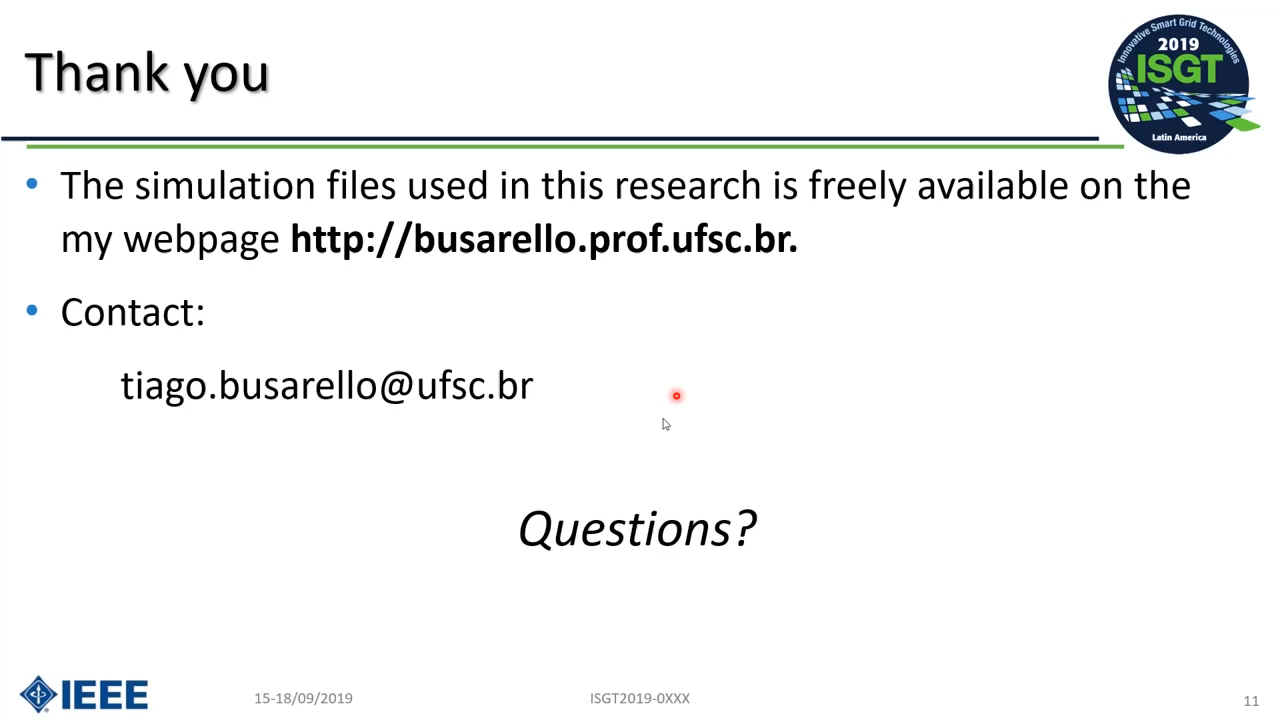 Thank you
Innovative Smart Grid Technologies
2019
ISGT
Latin America
• The simulation files used in this research is freely available on the
my webpage http://busarello.prof.ufsc.br.
• Contact:
tiago.busarello@ufsc.br
Questions?
IEEE
15-18/09/2019
ISGT2019-0XXX
11